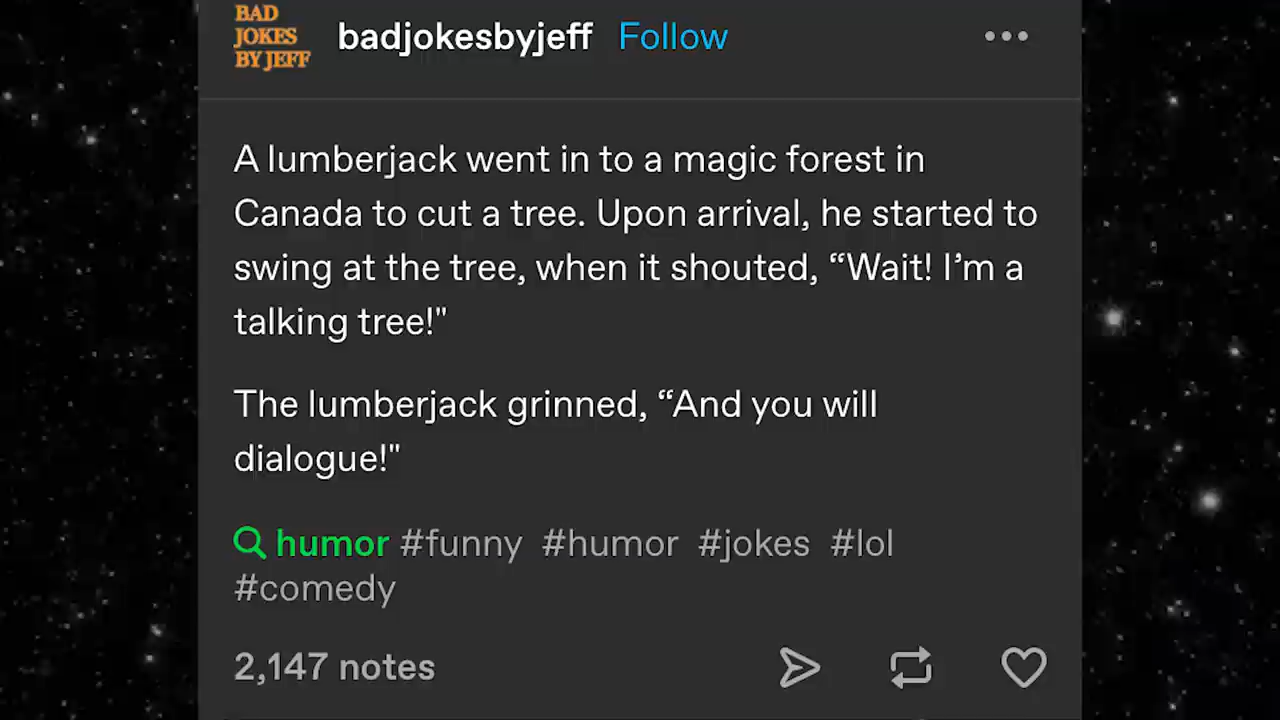 BAD
JOKES
BY JEFF
badjokesbyjeff Follow
A lumberjack went in to a magic forest in
Canada to cut a tree. Upon arrival, he started to
swing at the tree, when it shouted, “Wait! I’m a
talking tree!"
The lumberjack grinned, “And you will
dialogue!"
humor #funny #humor #jokes #lol
#comedy
2,147 notes